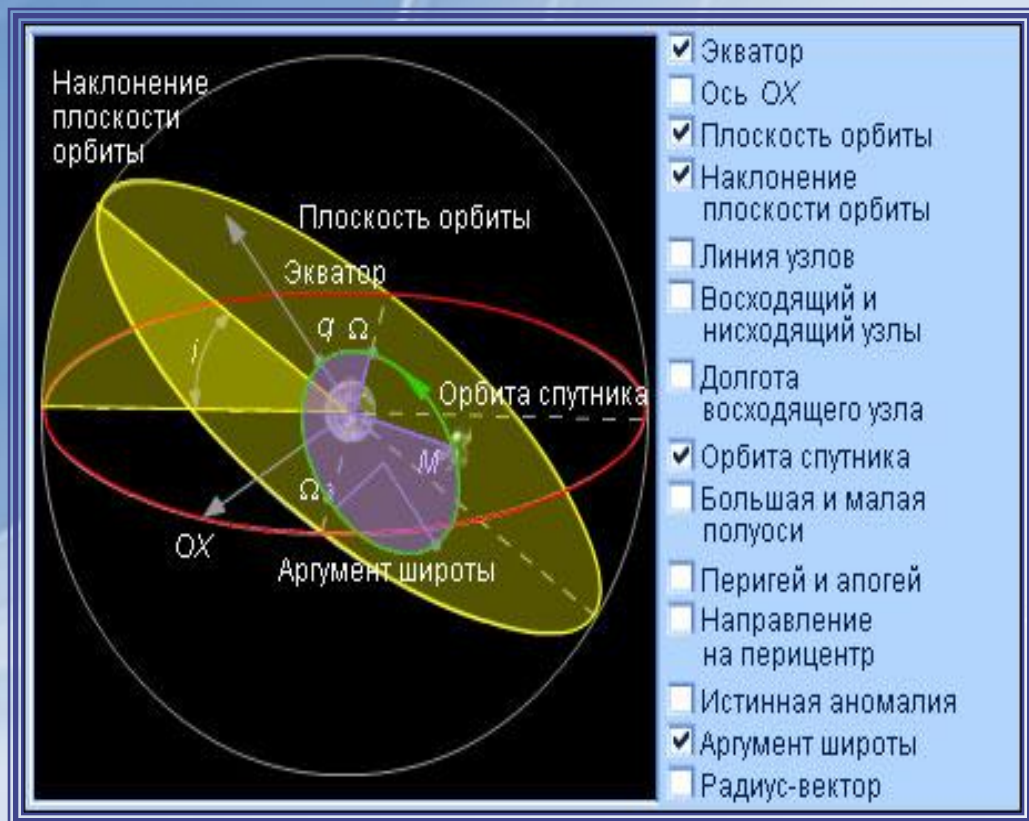 Наклонение
плоскости
орбиты
Плоскость орбиты
Экватор
q Ω
i
Орбита спутника
M
Ω
OX
Аргумент широты
Экватор
Ось OX
Плоскость орбиты
Наклонение
плоскости орбиты
Линия узлов
Восходящий и
нисходящий узлы
Долгота
восходящего узла
Орбита спутника
Большая и малая
полуоси
Перигей и апогей
Направление
на перицентр
Истинная аномалия
Аргумент широты
Радиус-вектор